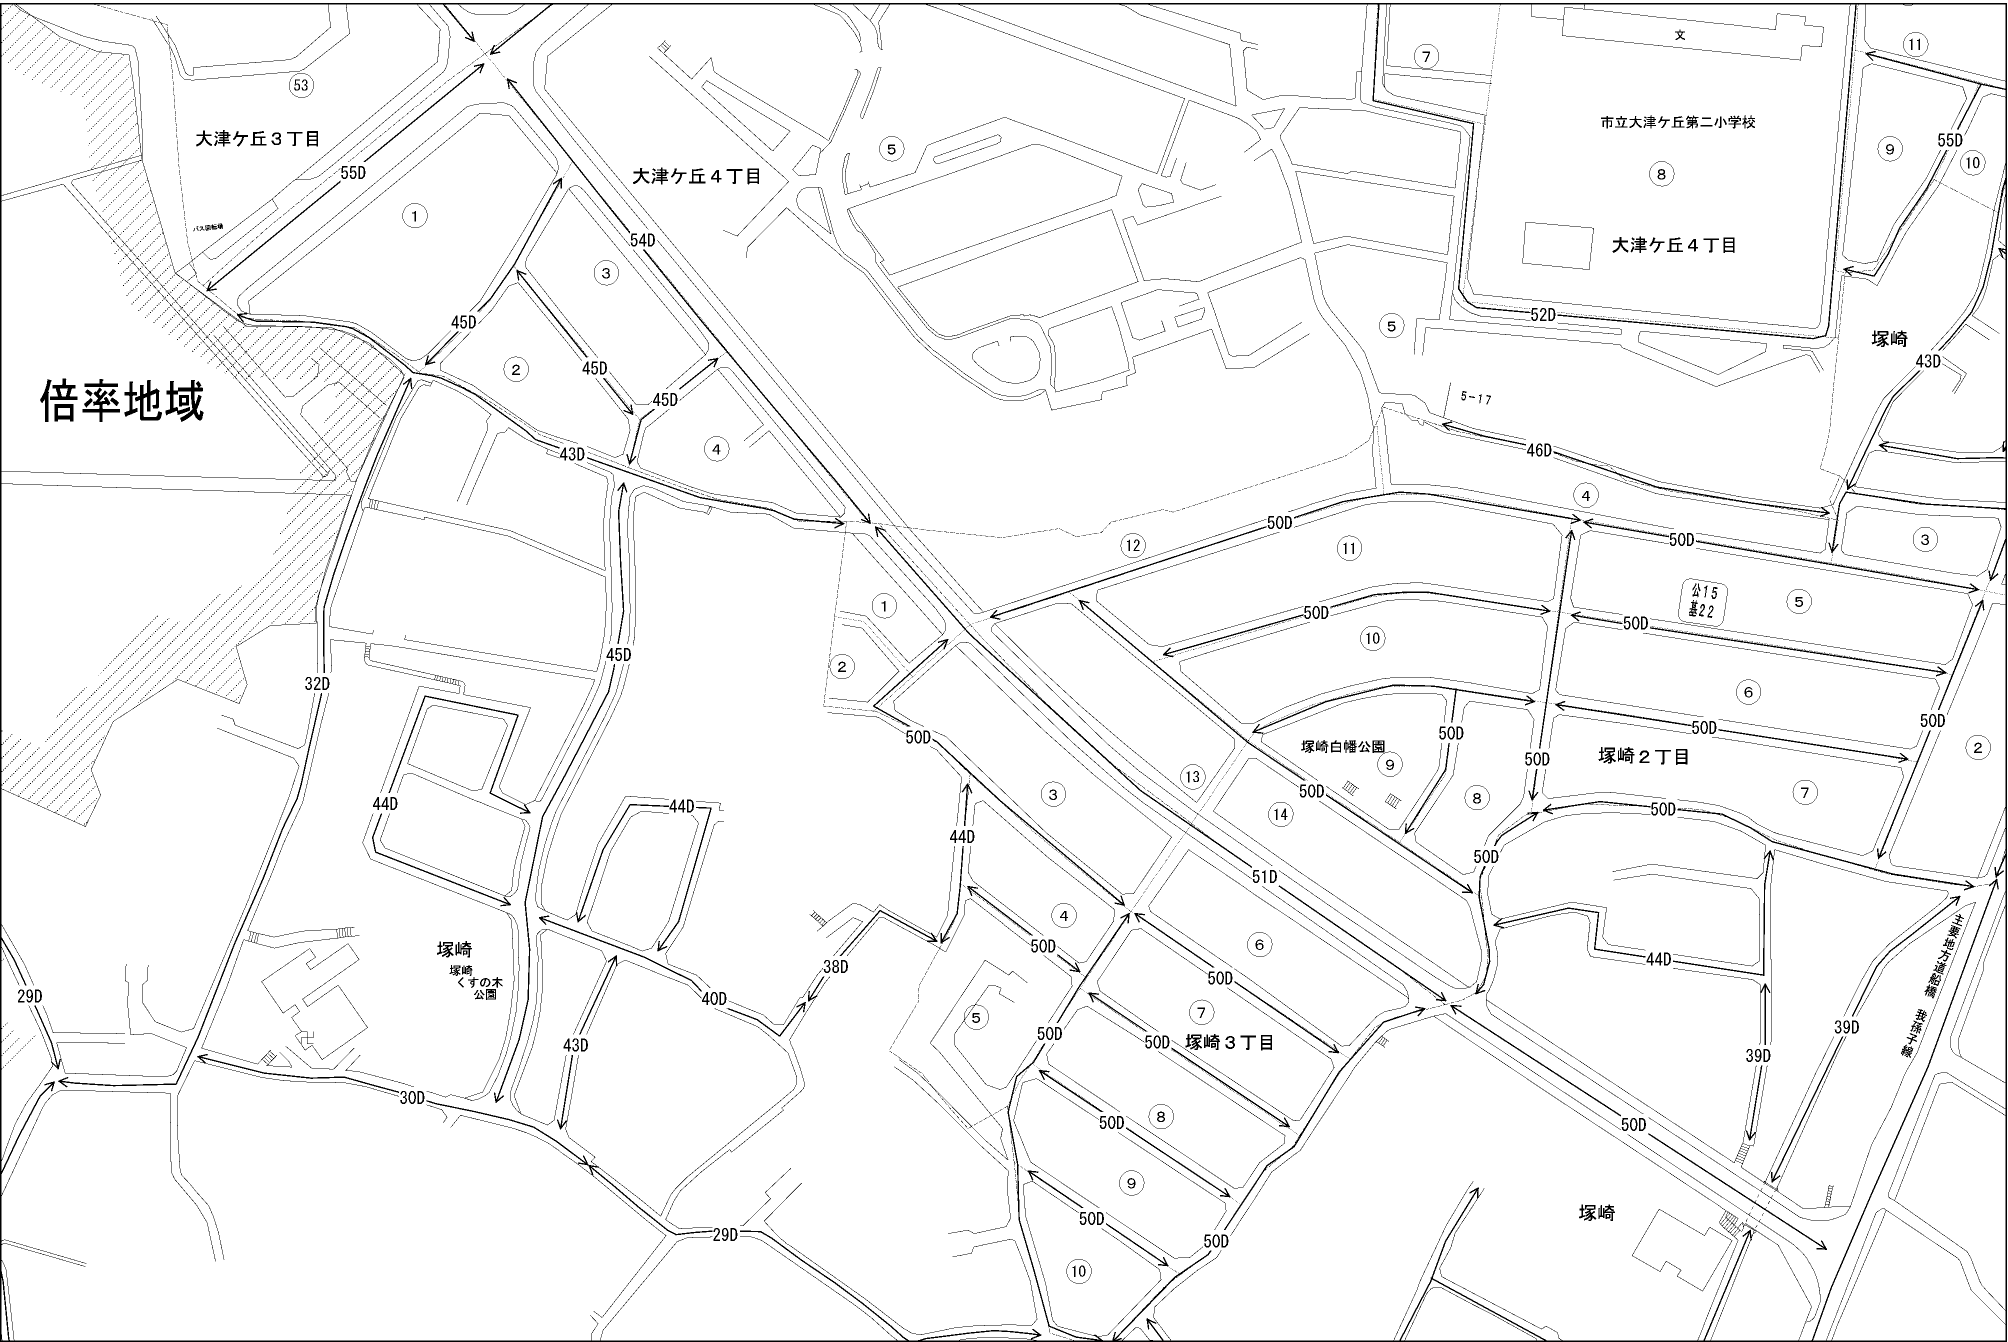 文
⑦
⑪
53
大津ケ丘３丁目
市立大津ケ丘第二小学校
55D
⑨
⑩
⑤
55D
大津ケ丘４丁目
⑧
①
バス回転場
54D
大津ケ丘４丁目
③
52D
⑤
45D
塚崎
43D
②
45D
倍率地域
45D
5-17
④
43D
46D
④
50D
50D
③
⑫
⑪
公15
基22
⑤
①
50D
50D
⑩
45D
②
32D
⑥
50D
50D
50D
50D
塚崎白幡公園
⑨
50D
塚崎２丁目
②
⑬
50D
③
⑧
⑦
44D
44D
50D
⑭
44D
50D
51D
④
塚崎
⑥
50D
主要地方道船橋 我孫子線
塚崎
くすの木
公園
38D
50D
44D
29D
40D
⑤
⑦
39D
43D
50D
50D
塚崎３丁目
39D
30D
⑧
50D
50D
⑨
50D
塚崎
29D
50D
⑩